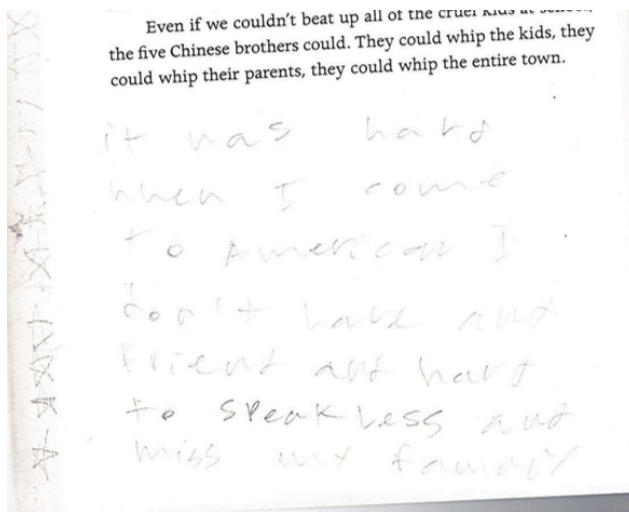 Even if we couldn't beat up all of the cruel kids at
the five Chinese brothers could. They could whip the kids, they
could whip their parents, they could whip the entire town.
it was hard
when I come
to American I
don't have and
Friend and hard
to speak less and
miss my family